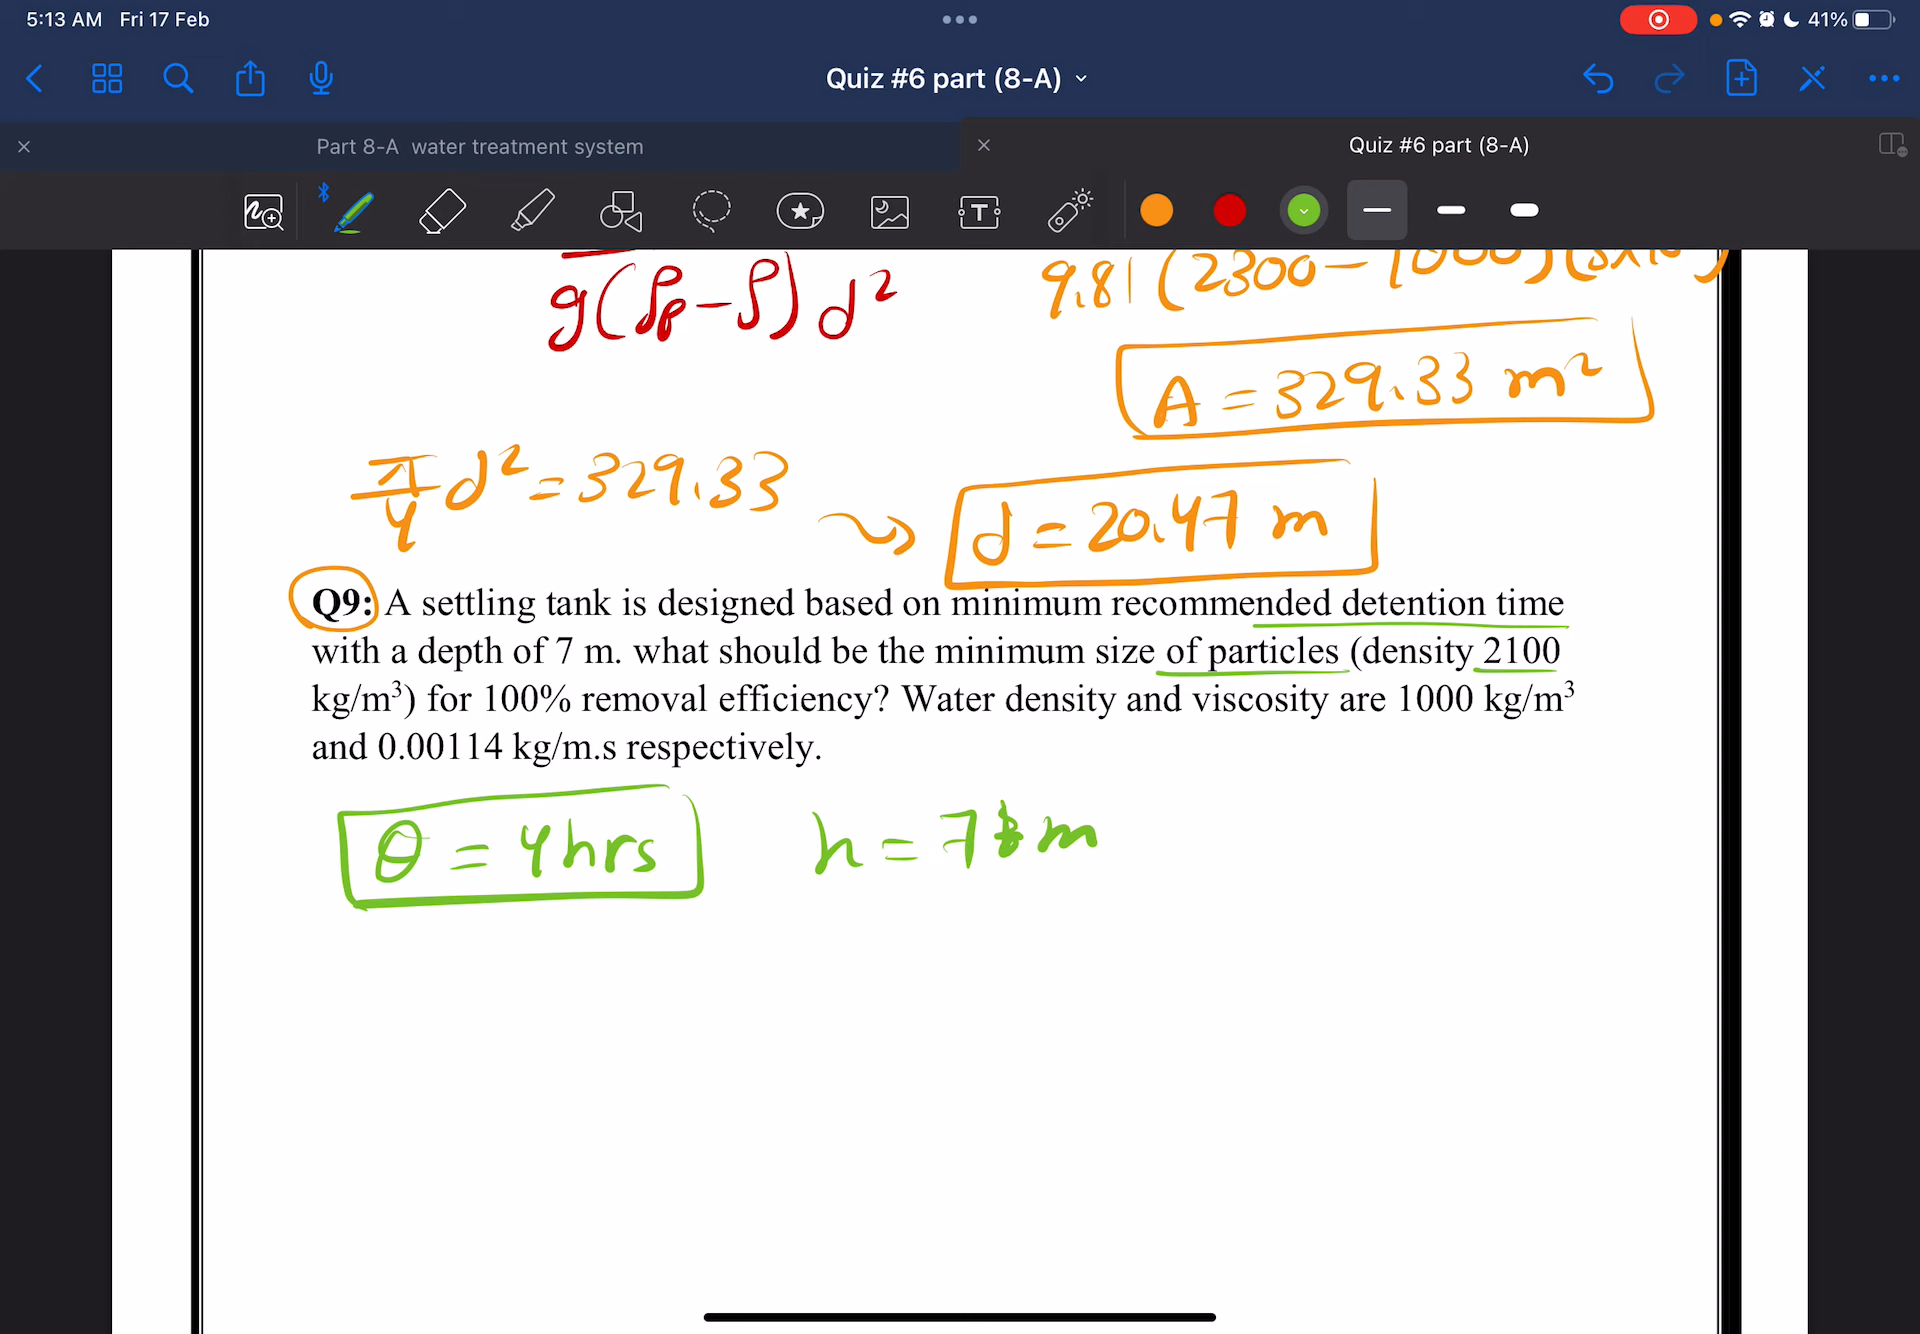 5:13 AM Fri 17 Feb
41%
Quiz #6 part (8-A)
Part 8-A water treatment system
Quiz #6 part (8-A)
T
g(ρp-ρ)d²
9.81(2300-1000)
A = 329.33 m²
π/4 d² = 329.33
d = 20.47 m
Q9: A settling tank is designed based on minimum recommended detention time
with a depth of 7 m. what should be the minimum size of particles (density 2100
kg/m³) for 100% removal efficiency? Water density and viscosity are 1000 kg/m³
and 0.00114 kg/m.s respectively.
θ = 4hrs h = 7 m